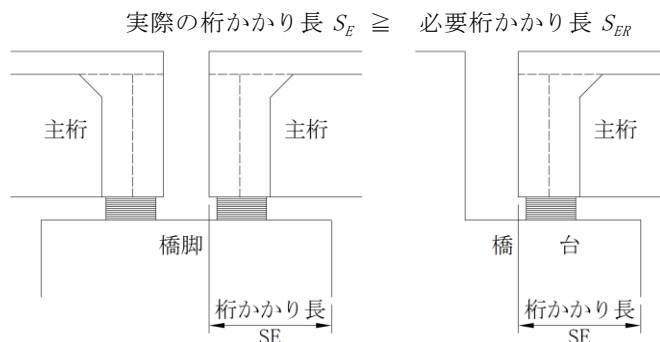 実際の桁かかり長 S_E ≧ 必要桁かかり長 S_ER
主桁
主桁
主桁
橋脚
橋 台
桁かかり長
SE
桁かかり長
SE